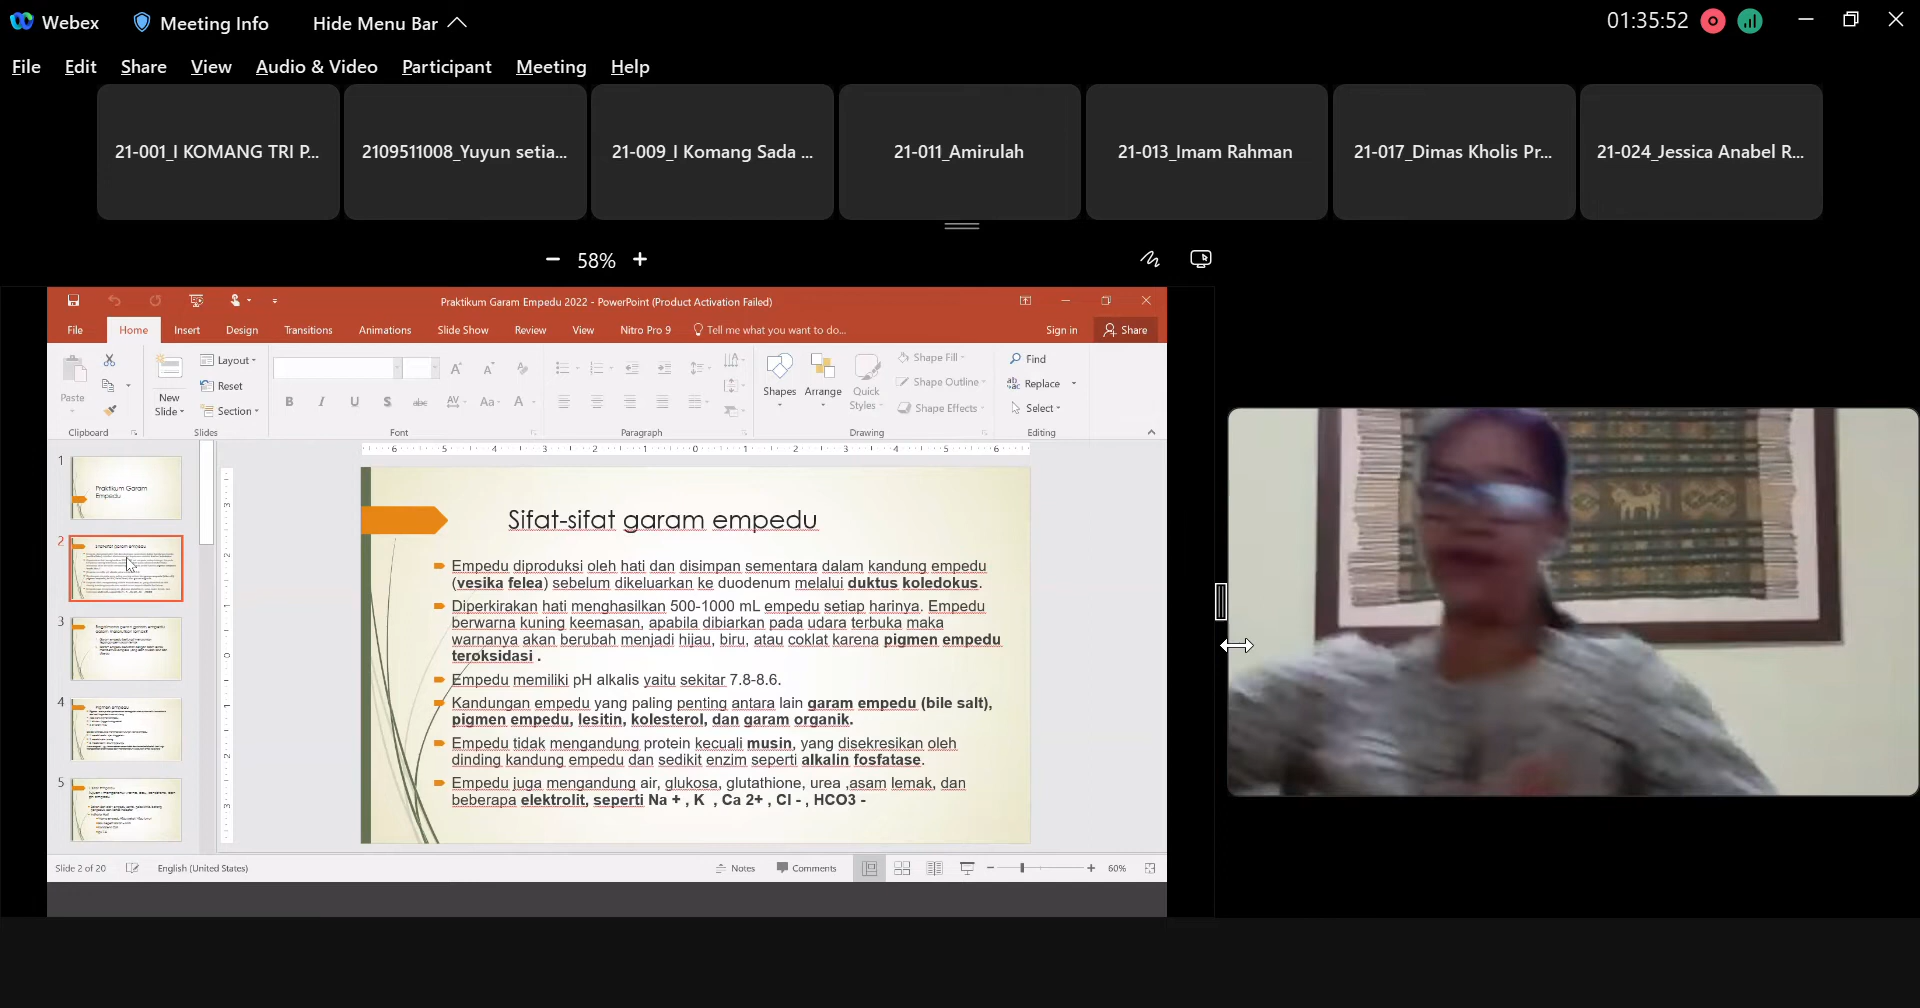 Webex Meeting Info Hide Menu Bar 01:35:52
File Edit Share View Audio & Video Participant Meeting Help
21-001_I KOMANG TRI P... 2109511008_Yuyun setia... 21-009_I Komang Sada ... 21-011_Amirulah 21-013_Imam Rahman 21-017_Dimas Kholis Pr... 21-024_Jessica Anabel R...
58%
Praktikum Garam Empedu 2022 - PowerPoint (Product Activation Failed)
File Home Insert Design Transitions Animations Slide Show Review View Nitro Pro 9 Tell me what you want to do... Sign in Share
Paste
Clipboard
New Slide
Layout
Reset
Section
Slides
Font
Paragraph
Shapes Arrange Quick Styles
Shape Fill
Shape Outline
Shape Effects
Drawing
Find
Replace
Select
Editing
1
Praktikum Garam
Empedu
2
3
4
5
Sifat-sifat garam empedu
Empedu diproduksi oleh hati dan disimpan sementara dalam kandung empedu
(vesika felea) sebelum dikeluarkan ke duodenum melalui duktus koledokus.
Diperkirakan hati menghasilkan 500-1000 mL empedu setiap harinya. Empedu
berwarna kuning keemasan, apabila dibiarkan pada udara terbuka maka
warnanya akan berubah menjadi hijau, biru, atau coklat karena pigmen empedu
teroksidasi .
Empedu memiliki pH alkalis yaitu sekitar 7.8-8.6.
Kandungan empedu yang paling penting antara lain garam empedu (bile salt),
pigmen empedu, lesitin, kolesterol, dan garam organik.
Empedu tidak mengandung protein kecuali musin, yang disekresikan oleh
dinding kandung empedu dan sedikit enzim seperti alkalin fosfatase.
Empedu juga mengandung air, glukosa, glutathione, urea ,asam lemak, dan
beberapa elektrolit, seperti Na + , K , Ca 2+ , Cl - , HCO3 -
Slide 2 of 20 English (United States) Notes Comments 60%